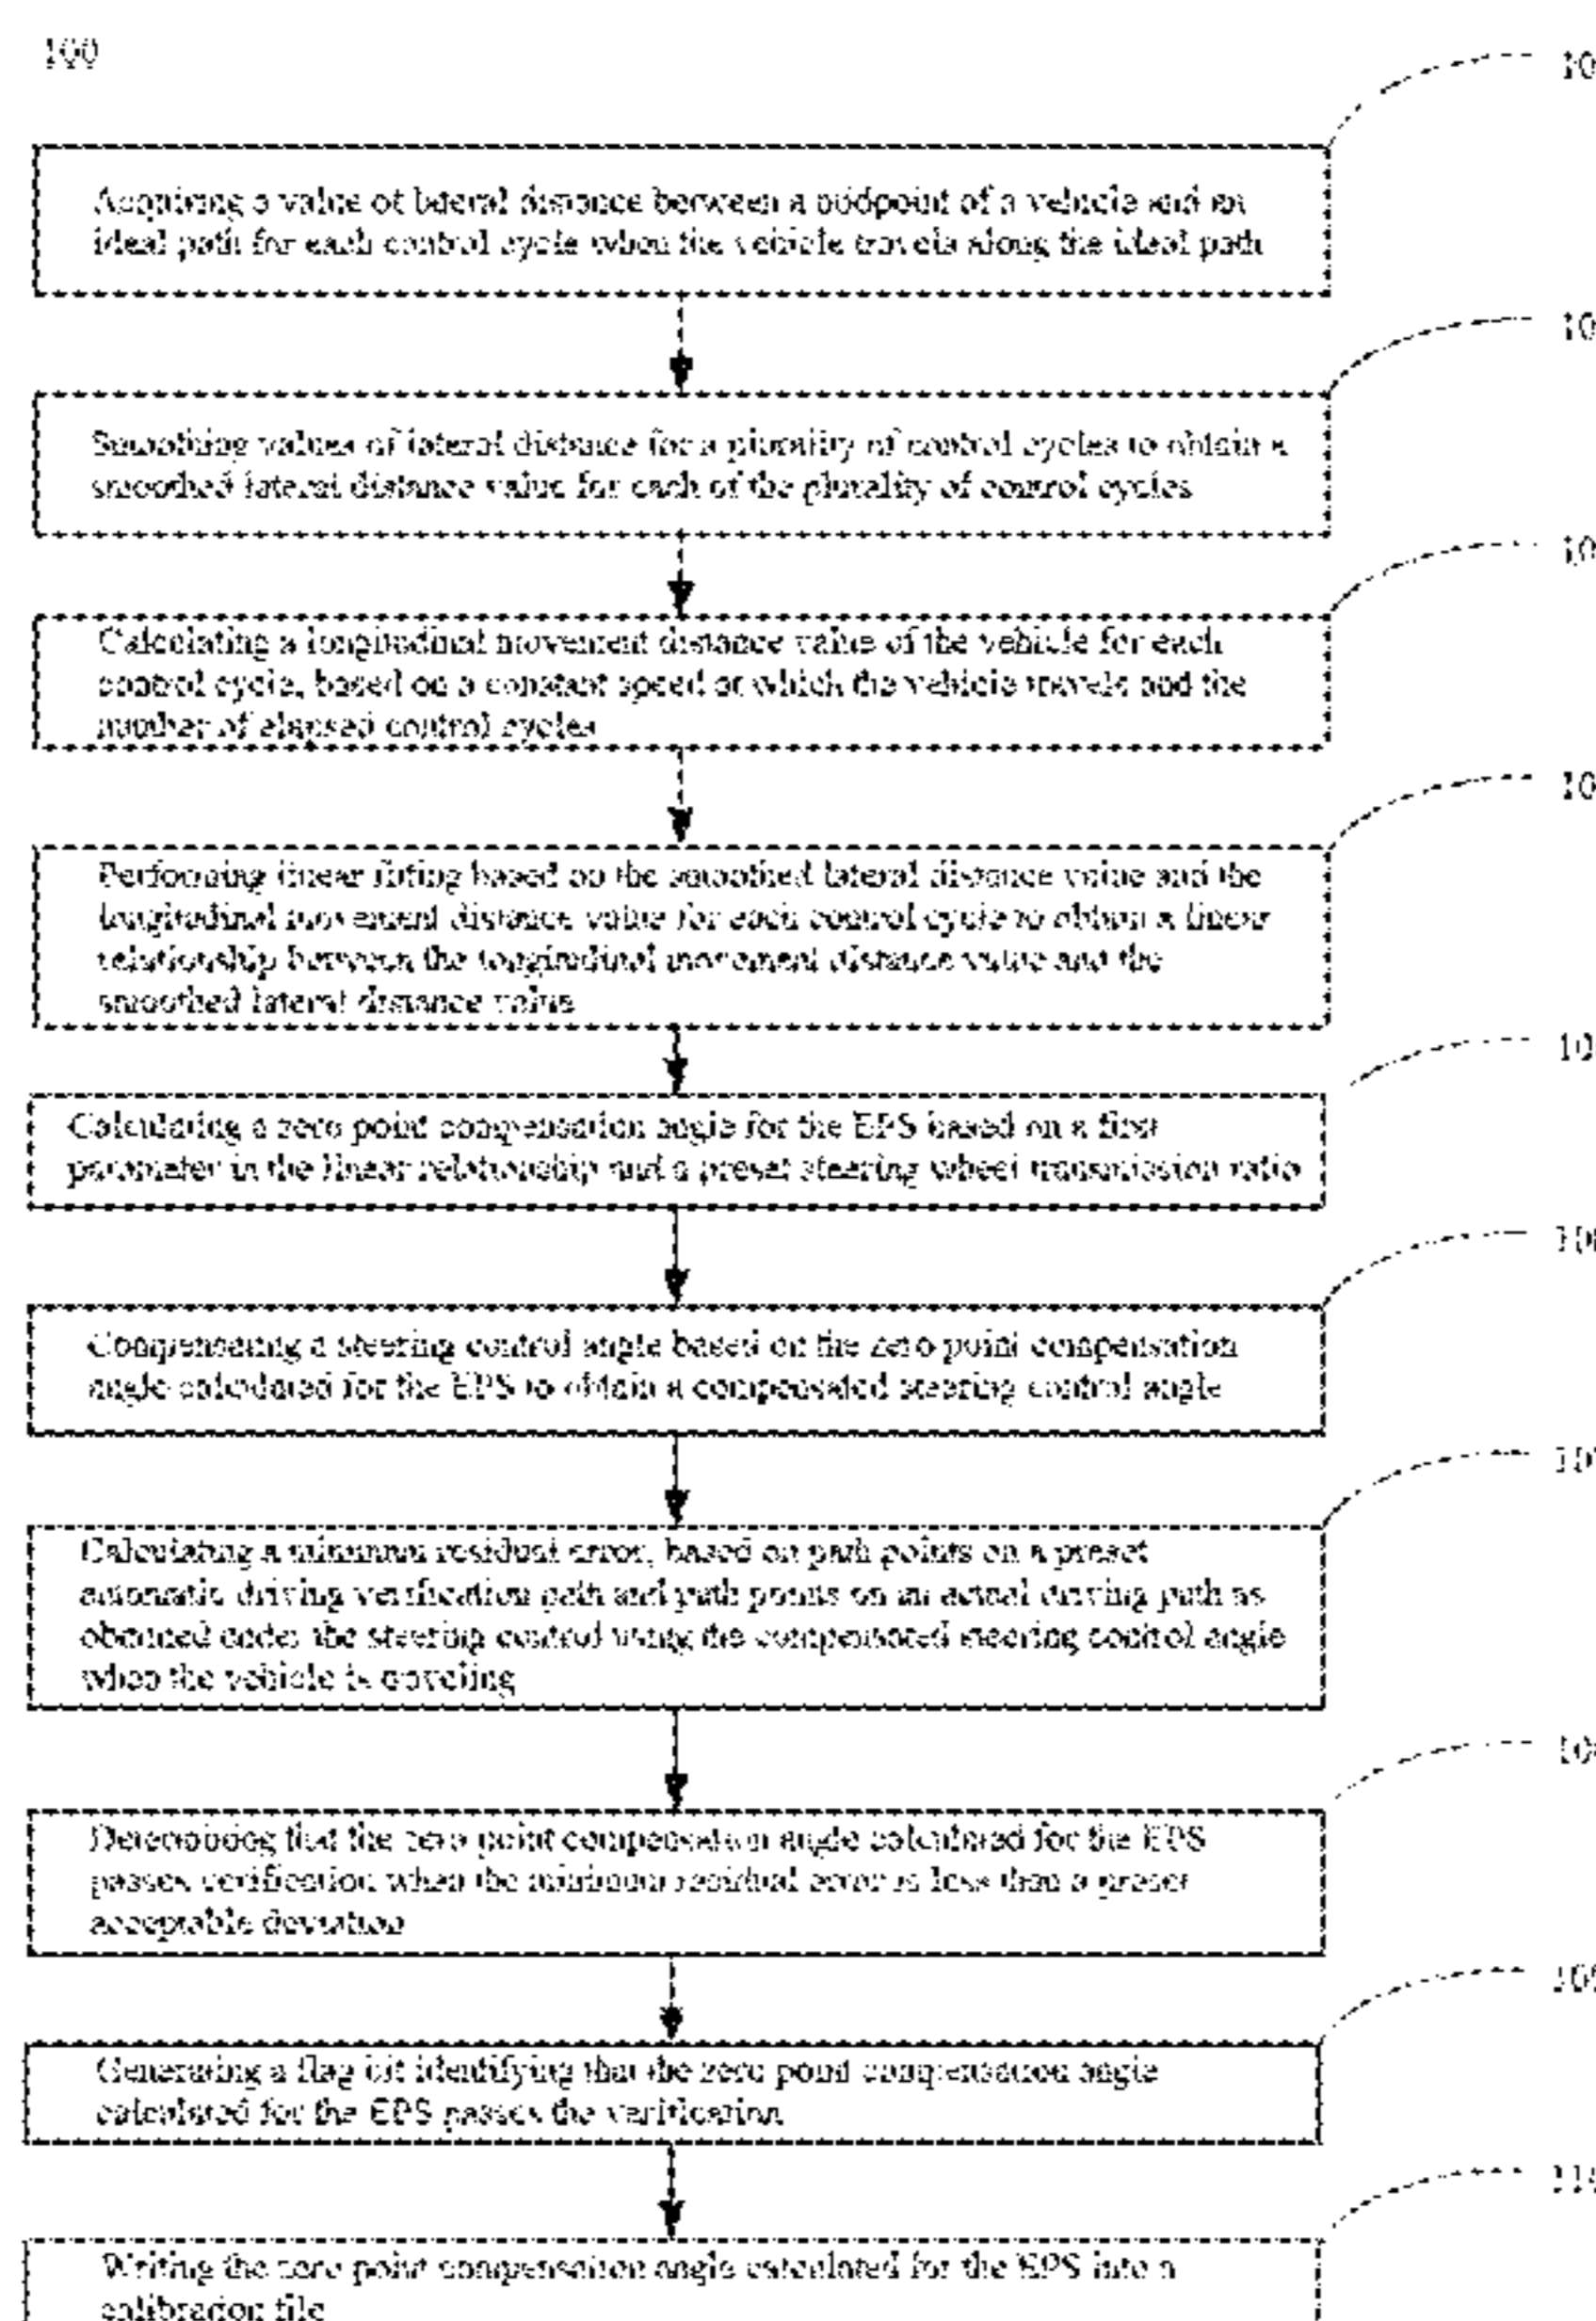 100
10
Acquiring a value of lateral distance between a midpoint of a vehicle and an
ideal path for each control cycle when the vehicle travels along the ideal path
10
Smoothing values of lateral distance for a plurality of control cycles to obtain a
smoothed lateral distance value for each of the plurality of control cycles
10
Calculating a longitudinal movement distance value of the vehicle for each
control cycle, based on a constant speed at which the vehicle travels and the
number of elapsed control cycles
10
Performing linear fitting based on the smoothed lateral distance value and the
longitudinal movement distance value for each control cycle to obtain a linear
relationship between the longitudinal movement distance value and the
smoothed lateral distance value
10
Calculating a zero point compensation angle for the EPS based on a first
parameter in the linear relationship and a preset steering wheel transmission ratio
10
Compensating a steering control angle based on the zero point compensation
angle calculated for the EPS to obtain a compensated steering control angle
10
Calculating a minimum residual error, based on path points on a preset
automatic driving verification path and path points on an actual driving path as
obtained under the steering control using the compensated steering control angle
when the vehicle is traveling
10
Determining that the zero point compensation angle calculated for the EPS
passes verification when the minimum residual error is less than a preset
acceptable deviation
10
Generating a flag bit identifying that the zero point compensation angle
calculated for the EPS passes the verification
11
Writing the zero point compensation angle calculated for the EPS into a
calibration file